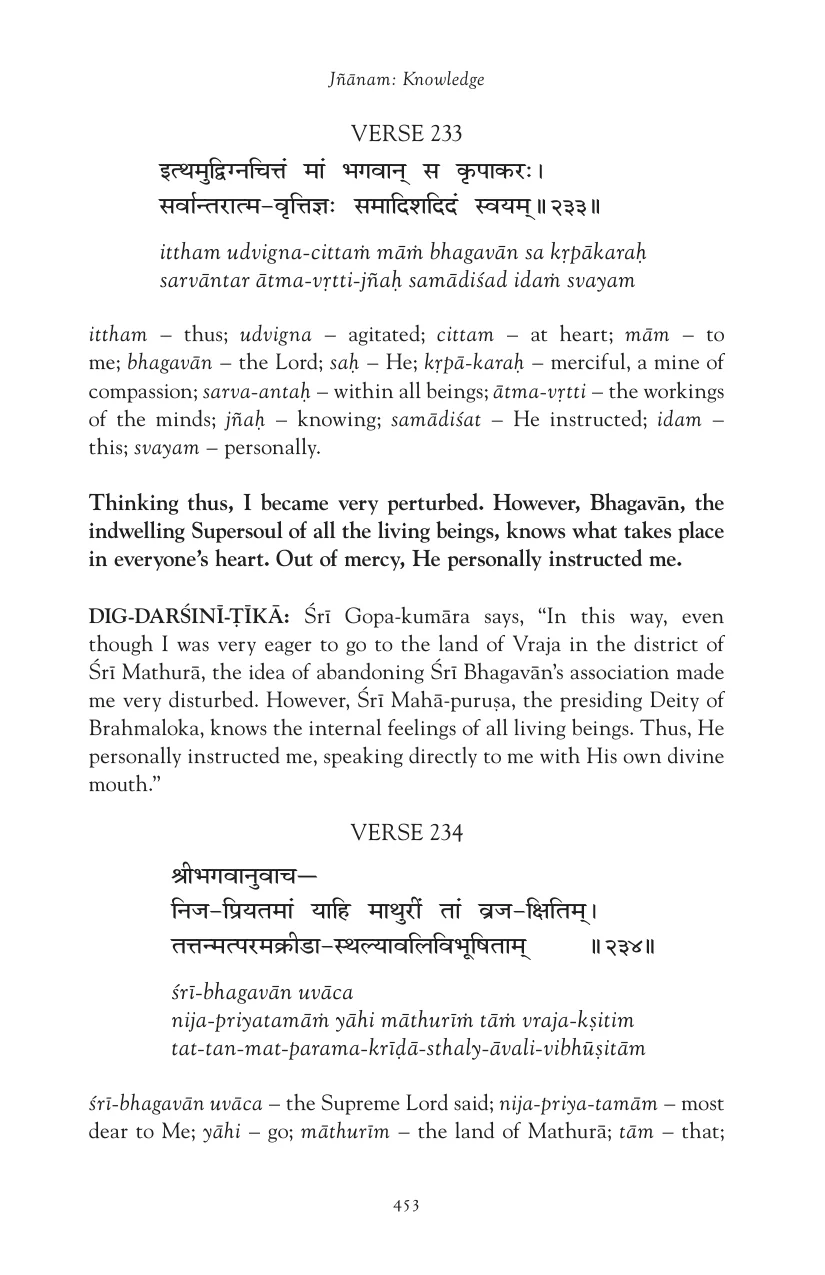 Jñānam: Knowledge
VERSE 233
इत्थमुद्विग्नचित्तं मां भगवान् स कृपाकरः।
सर्वान्तरात्म-वृत्तिज्ञः समादिशदिदं स्वयम्॥२३३॥
ittham udvigna-cittaṁ māṁ bhagavān sa kṛpākaraḥ
sarvāntar ātma-vṛtti-jñaḥ samādiśad idaṁ svayam
ittham – thus; udvigna – agitated; cittam – at heart; mām – to
me; bhagavān – the Lord; saḥ – He; kṛpā-karaḥ – merciful, a mine of
compassion; sarva-antaḥ – within all beings; ātma-vṛtti – the workings
of the minds; jñaḥ – knowing; samādiśat – He instructed; idam –
this; svayam – personally.
Thinking thus, I became very perturbed. However, Bhagavān, the
indwelling Supersoul of all the living beings, knows what takes place
in everyone’s heart. Out of mercy, He personally instructed me.
DIG-DARŚINĪ-ṬĪKĀ: Śrī Gopa-kumāra says, “In this way, even
though I was very eager to go to the land of Vraja in the district of
Śrī Mathurā, the idea of abandoning Śrī Bhagavān’s association made
me very disturbed. However, Śrī Mahā-puruṣa, the presiding Deity of
Brahmaloka, knows the internal feelings of all living beings. Thus, He
personally instructed me, speaking directly to me with His own divine
mouth.”
VERSE 234
श्रीभगवानुवाच—
निज-प्रियतमां याहि माथुरीं तां व्रज-क्षितिम्।
तत्तन्मत्परमक्रीडा-स्थल्यावलिविभूषिताम् ॥२३४॥
śrī-bhagavān uvāca
nija-priyatamāṁ yāhi māthurīṁ tāṁ vraja-kṣitim
tat-tan-mat-parama-krīḍā-sthaly-āvali-vibhūṣitām
śrī-bhagavān uvāca – the Supreme Lord said; nija-priya-tamām – most
dear to Me; yāhi – go; māthurīm – the land of Mathurā; tām – that;
453